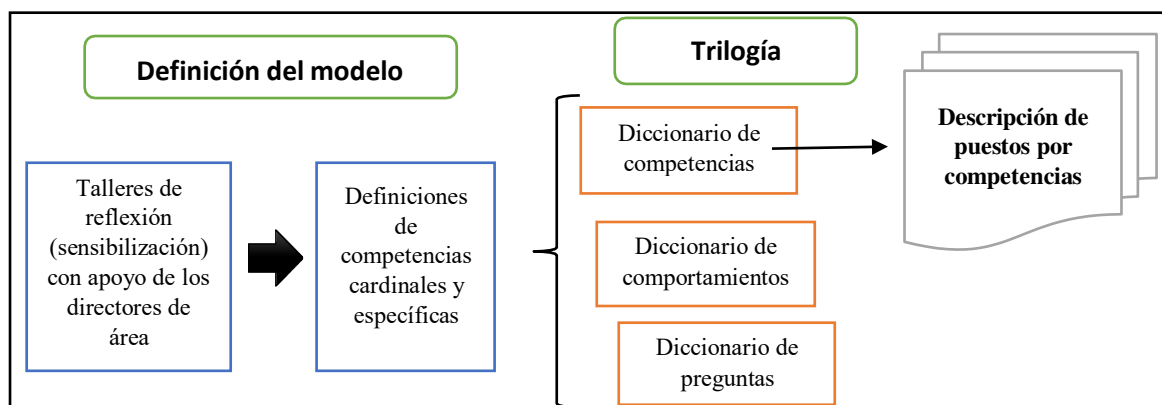 Definición del modelo
Talleres de
reflexión
(sensibilización)
con apoyo de los
directores de
área
Definiciones
de
competencias
cardinales y
específicas
Trilogía
Diccionario de
competencias
Diccionario de
comportamientos
Diccionario de
preguntas
Descripción de
puestos por
competencias